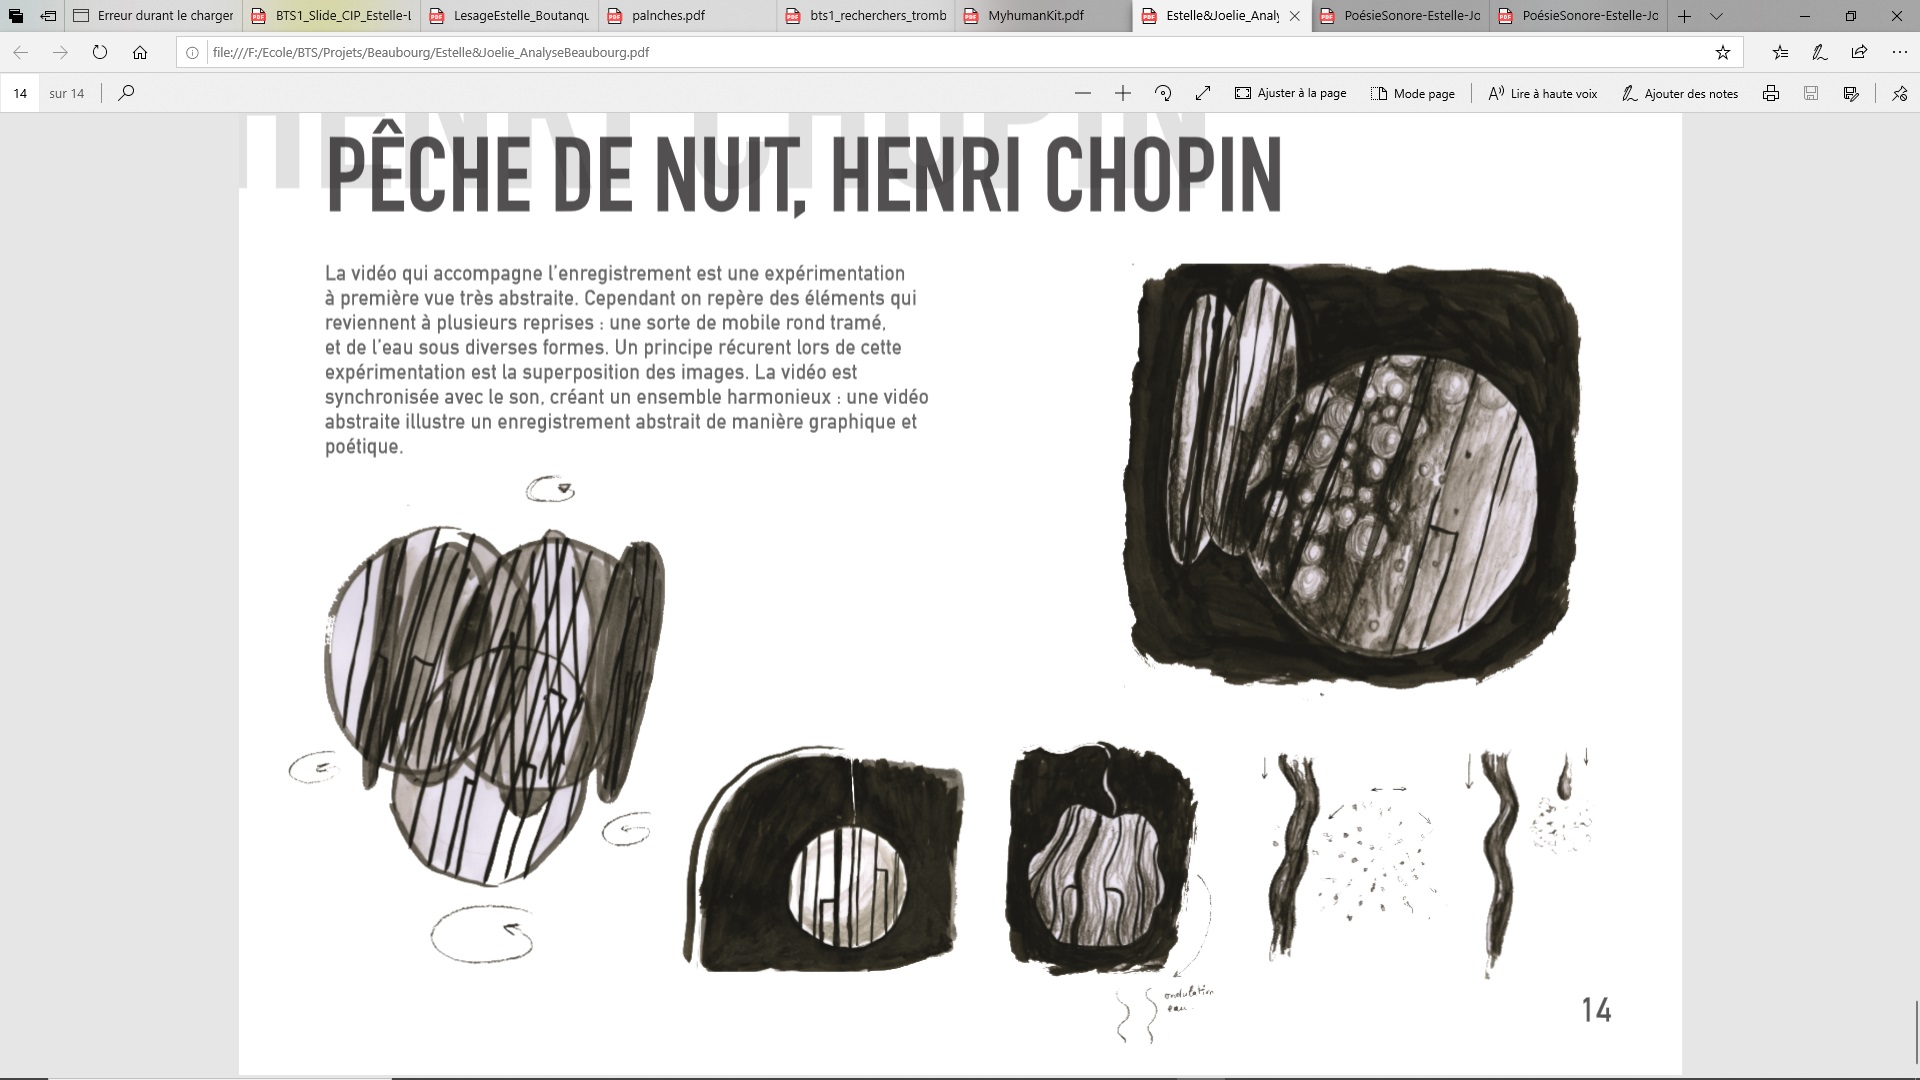 Erreur durant le charger
BTS1_Slide_CIP_Estelle-L
LesageEstelle_Boutanqu
palnches.pdf
bts1_recherchers_tromb
MyhumanKit.pdf
Estelle&Joelie_Analy
PoésieSonore-Estelle-Jo
PoésieSonore-Estelle-Jo
file:///F:/Ecole/BTS/Projets/Beaubourg/Estelle&Joelie_AnalyseBeaubourg.pdf
14 sur 14
Ajuster à la page
Mode page
Lire à haute voix
Ajouter des notes
HENRI CHOPIN
PÊCHE DE NUIT, HENRI CHOPIN
La vidéo qui accompagne l'enregistrement est une expérimentation
à première vue très abstraite. Cependant on repère des éléments qui
reviennent à plusieurs reprises : une sorte de mobile rond tramé,
et de l'eau sous diverses formes. Un principe récurent lors de cette
expérimentation est la superposition des images. La vidéo est
synchronisée avec le son, créant un ensemble harmonieux : une vidéo
abstraite illustre un enregistrement abstrait de manière graphique et
poétique.
ondulation
eau.
14